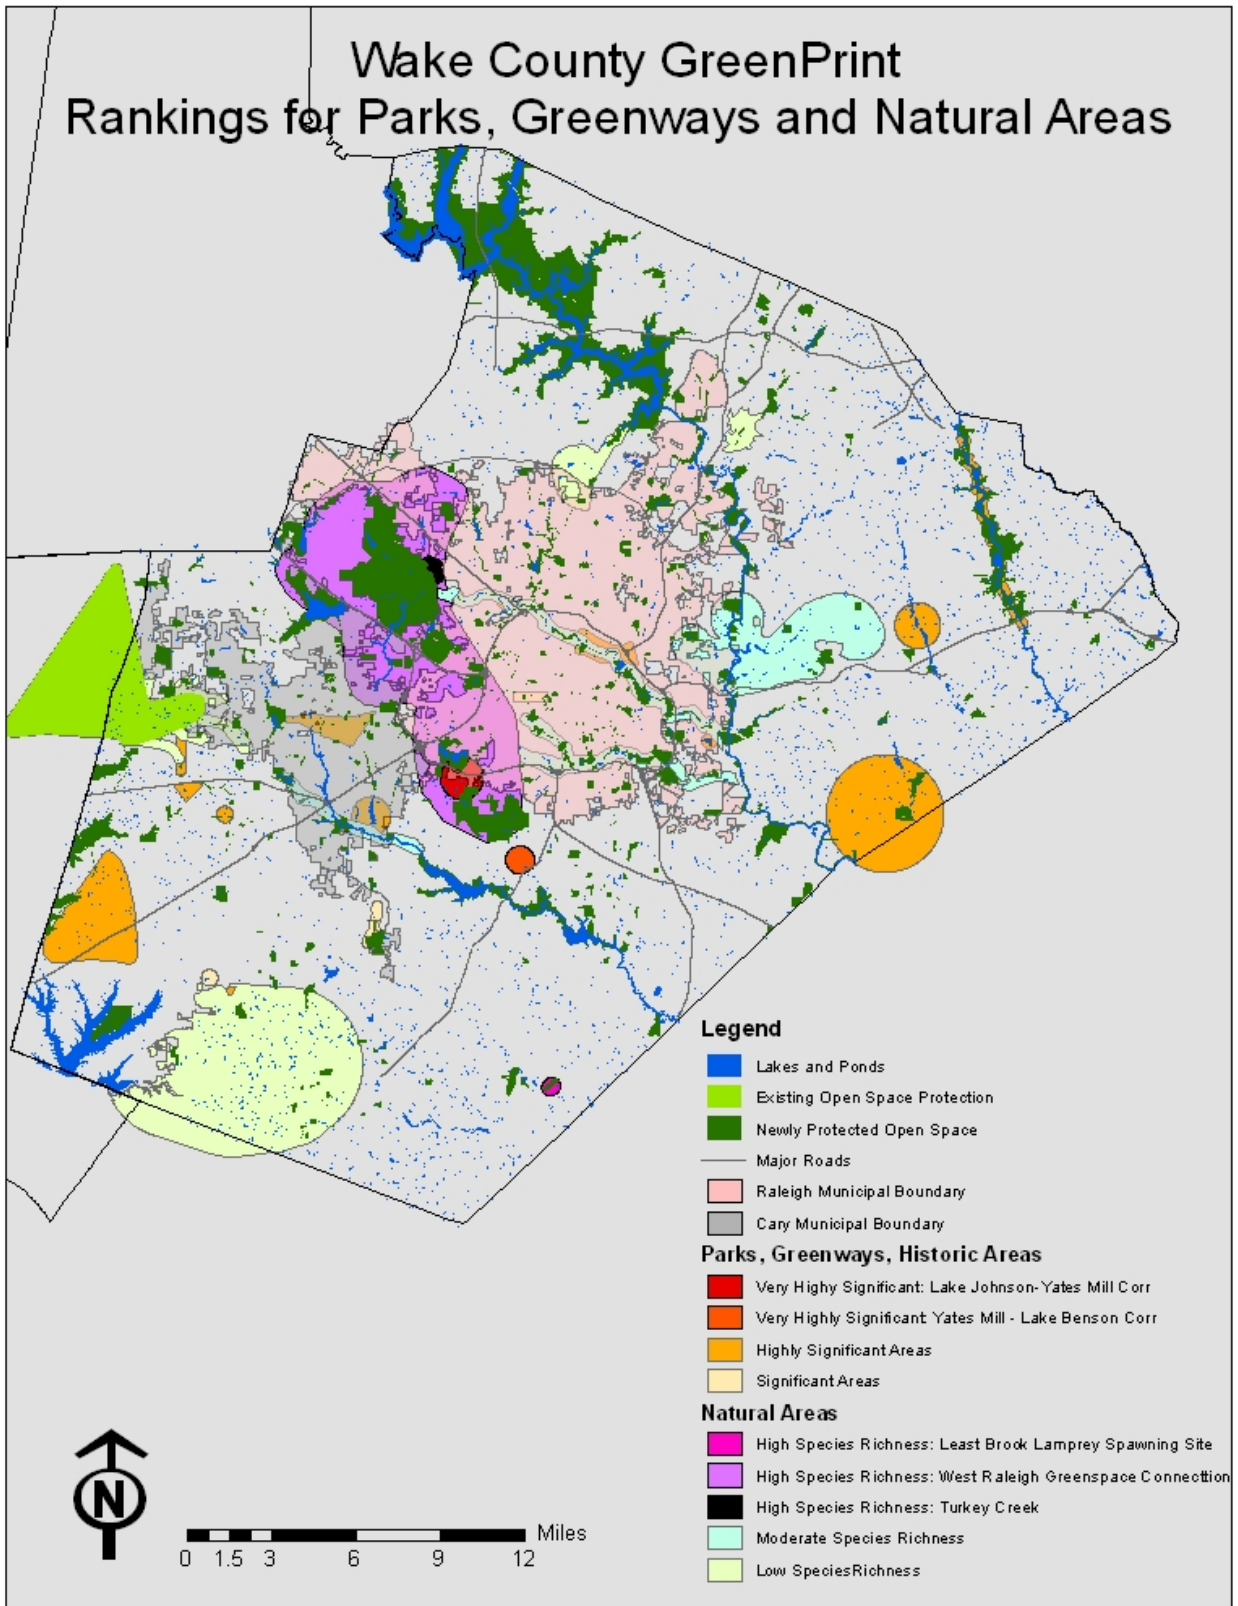 Wake County GreenPrint
Rankings for Parks, Greenways and Natural Areas
Legend
Lakes and Ponds
Existing Open Space Protection
Newly Protected Open Space
Major Roads
Raleigh Municipal Boundary
Cary Municipal Boundary
Parks, Greenways, Historic Areas
Very Highy Significant: Lake Johnson-Yates Mill Corr
Very Highly Significant: Yates Mill - Lake Benson Corr
Highly Significant Areas
Significant Areas
Natural Areas
High Species Richness: Least Brook Lamprey Spawning Site
High Species Richness: West Raleigh Greenspace Connecttion
High Species Richness: Turkey Creek
Moderate Species Richness
Low SpeciesRichness
N
Miles
0 1.5 3 6 9 12